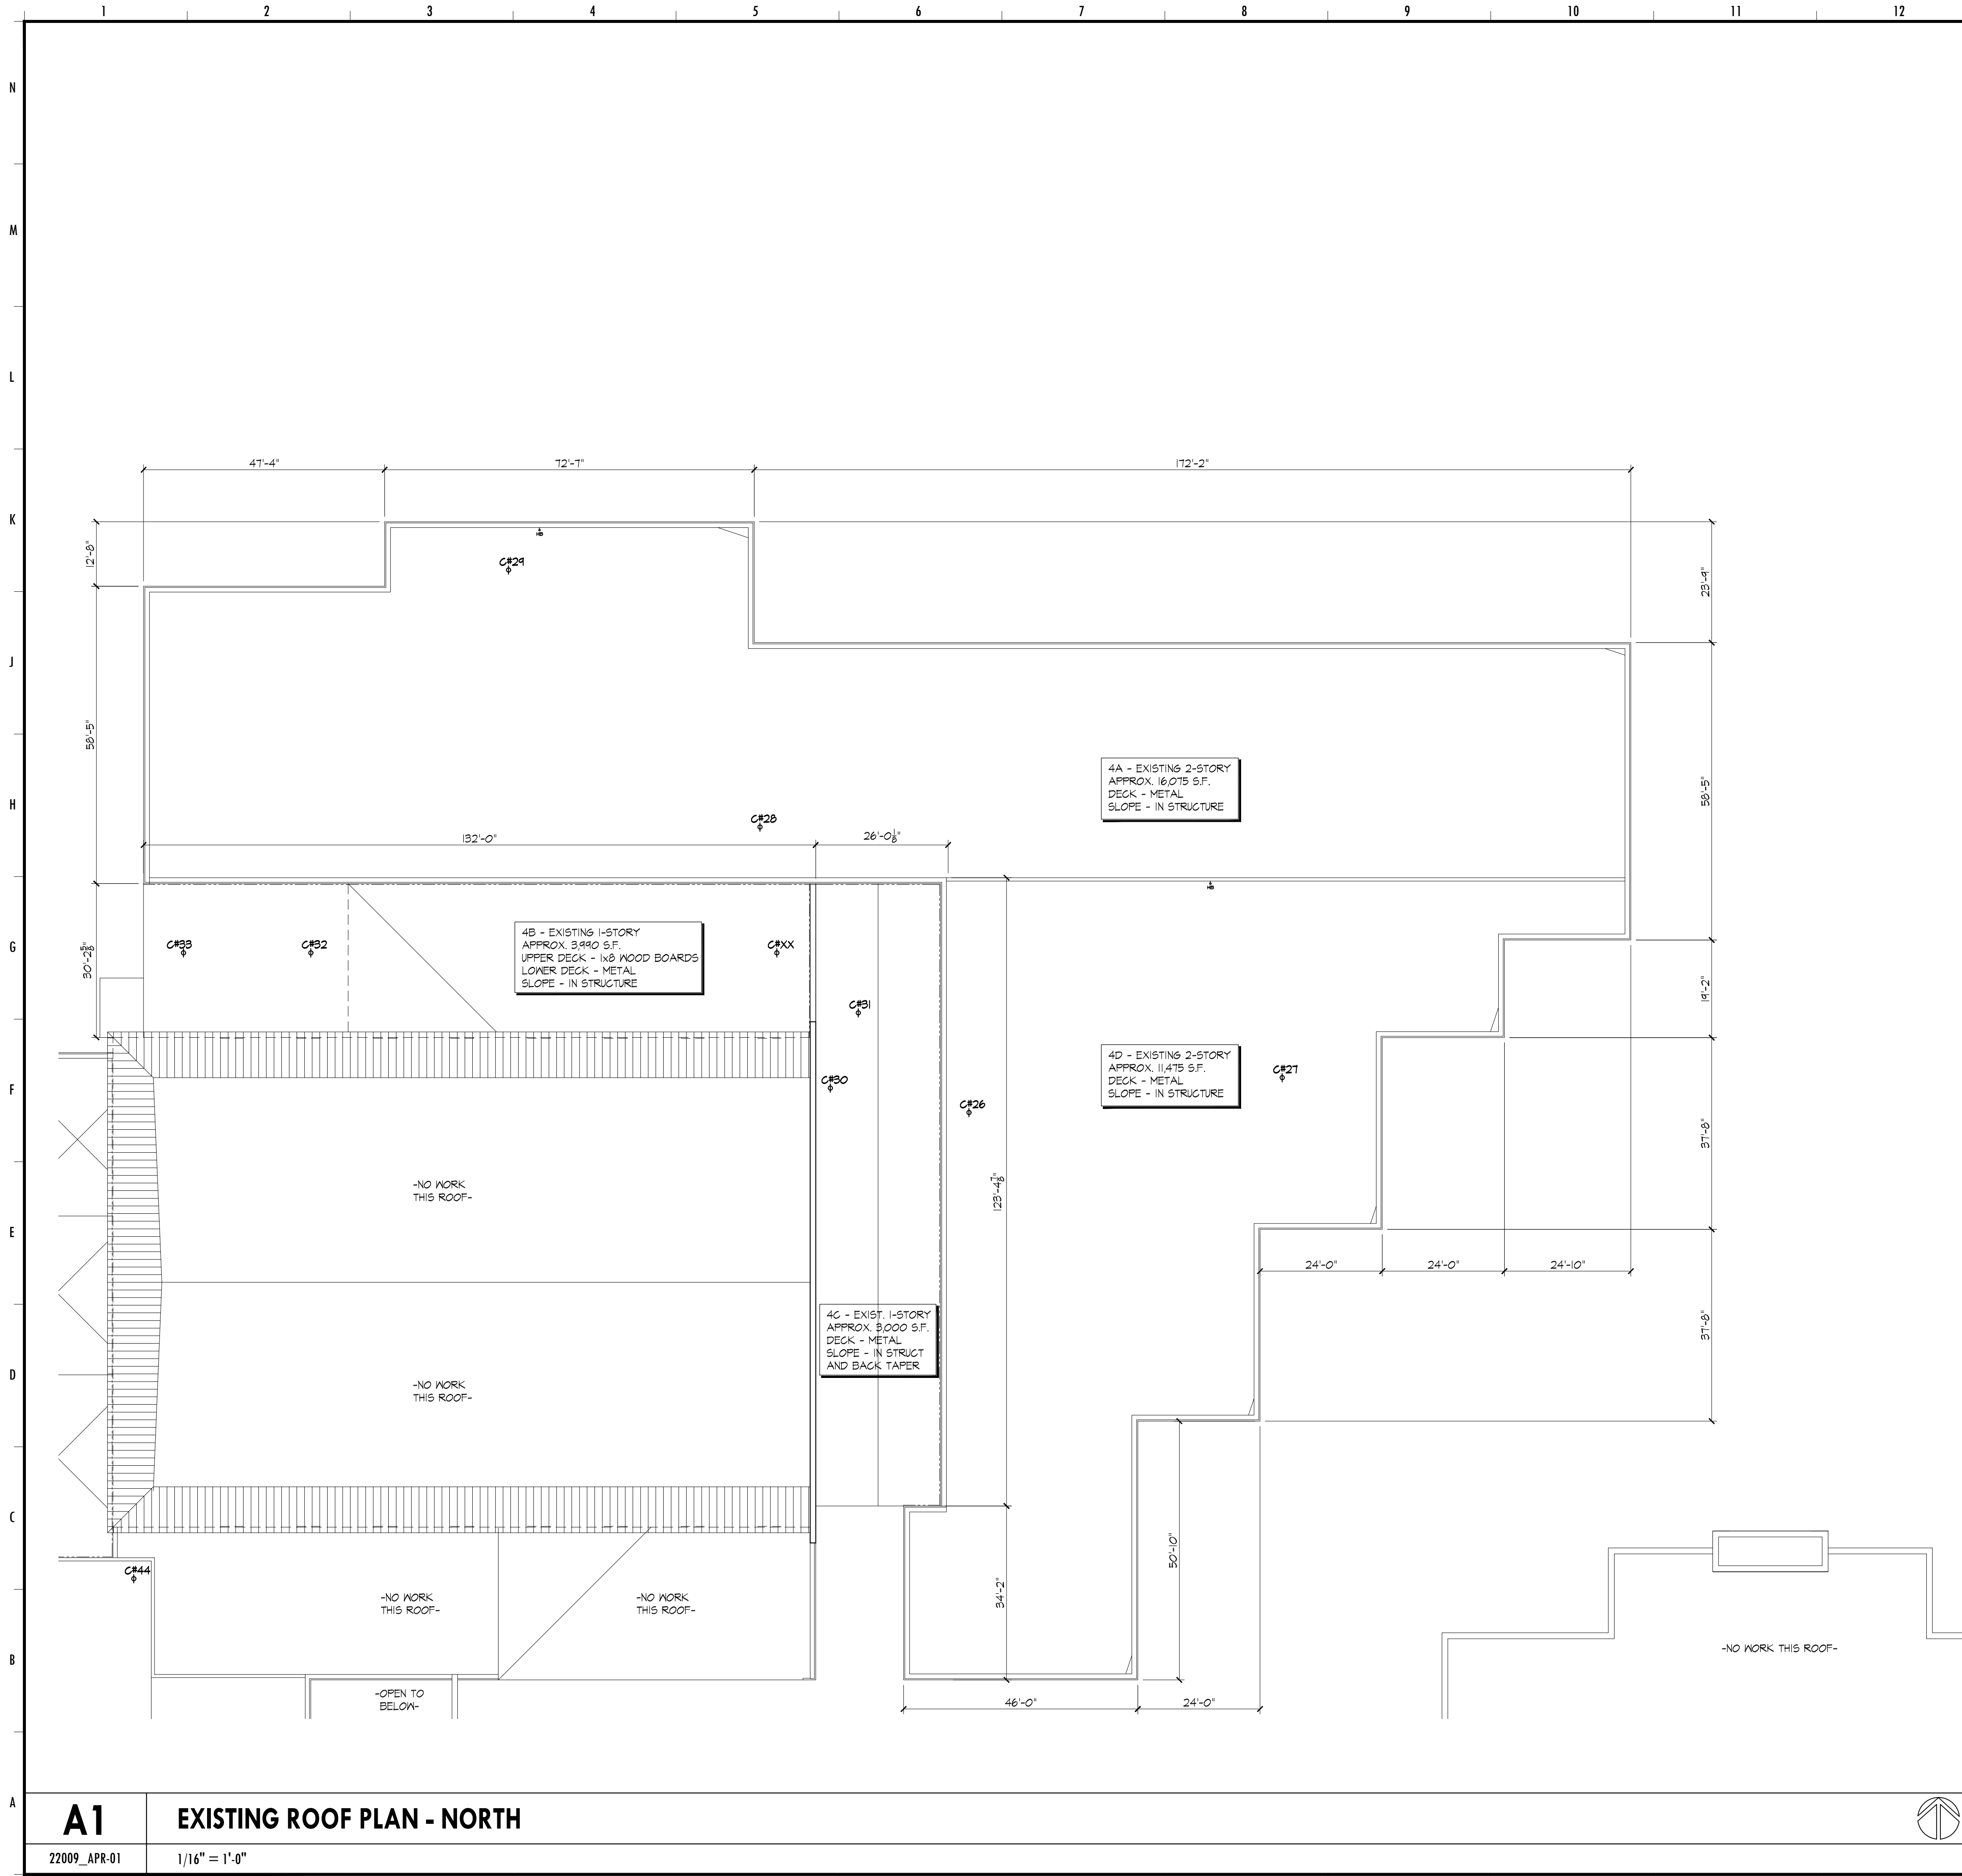 1 2 3 4 5 6 7 8 9 10 11 12
N
M
L
K
J
H
G
F
E
D
C
B
A
47'-4" 72'-7" 172'-2"
12'-8"
58'-5"
30'-2⅝"
23'-9"
58'-5"
19'-2"
37'-8"
37'-8"
C#29
HB
C#28
132'-0" 26'-0⅛"
4A - EXISTING 2-STORY
APPROX. 16,075 S.F.
DECK - METAL
SLOPE - IN STRUCTURE
HB
C#33
C#32
4B - EXISTING 1-STORY
APPROX. 3,990 S.F.
UPPER DECK - 1x8 WOOD BOARDS
LOWER DECK - METAL
SLOPE - IN STRUCTURE
C#XX
C#31
C#30
C#26
4D - EXISTING 2-STORY
APPROX. 11,475 S.F.
DECK - METAL
SLOPE - IN STRUCTURE
C#27
-NO WORK
THIS ROOF-
123'-4⅞"
24'-0" 24'-0" 24'-10"
4C - EXIST. 1-STORY
APPROX. 3,000 S.F.
DECK - METAL
SLOPE - IN STRUCT
AND BACK TAPER
-NO WORK
THIS ROOF-
50'-10"
34'-2"
C#44
-NO WORK
THIS ROOF-
-NO WORK
THIS ROOF-
-NO WORK THIS ROOF-
-OPEN TO
BELOW-
46'-0" 24'-0"
A1
EXISTING ROOF PLAN - NORTH
22009_APR-01
1/16" = 1'-0"